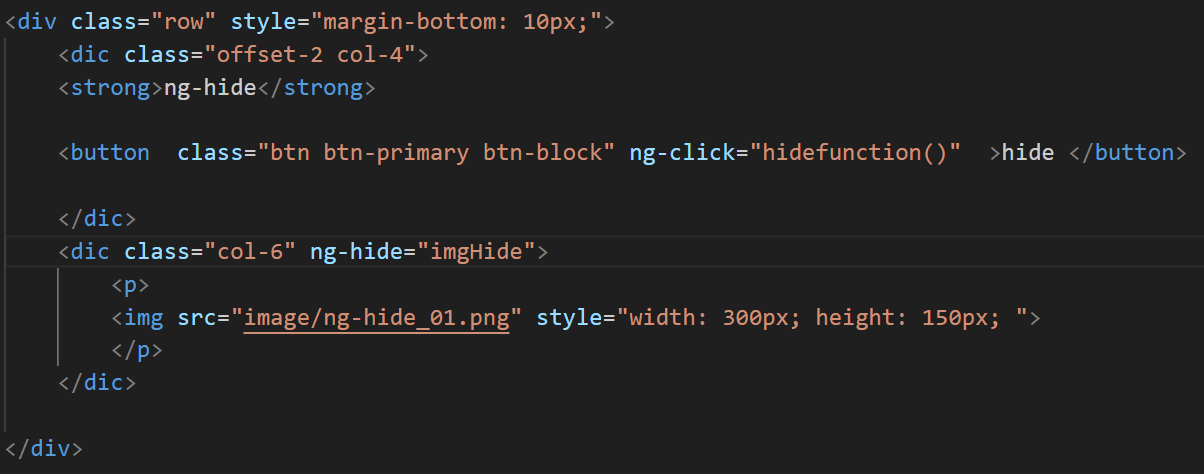 <div class="row" style="margin-bottom: 10px;">
<dic class="offset-2 col-4">
<strong>ng-hide</strong>
<button  class="btn btn-primary btn-block" ng-click="hidefunction()"  >hide </button>
</dic>
<dic class="col-6" ng-hide="imgHide">
<p>
<img src="image/ng-hide_01.png" style="width: 300px; height: 150px; ">
</p>
</dic>
</div>